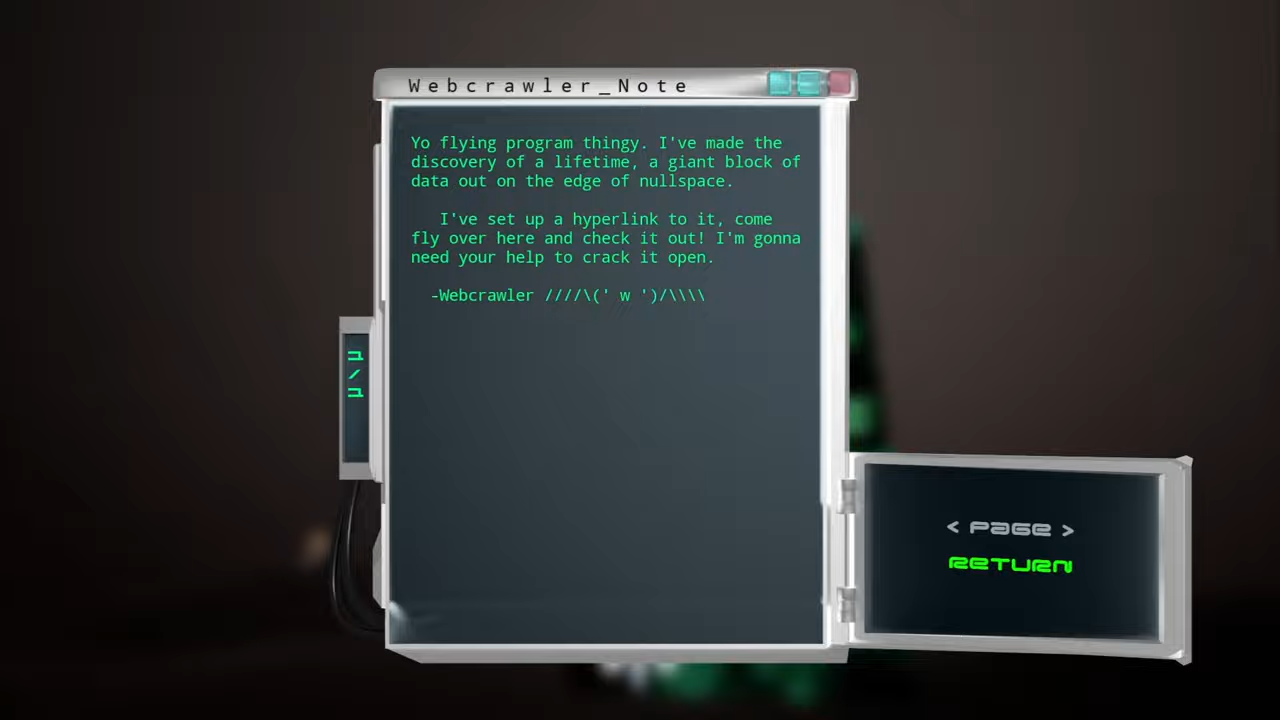 Webcrawler_Note
Yo flying program thingy. I've made the
discovery of a lifetime, a giant block of
data out on the edge of nullspace.
I've set up a hyperlink to it, come
fly over here and check it out! I'm gonna
need your help to crack it open.
-Webcrawler ////\(' w ')/\\\\
1/1
< PAGE >
RETURN